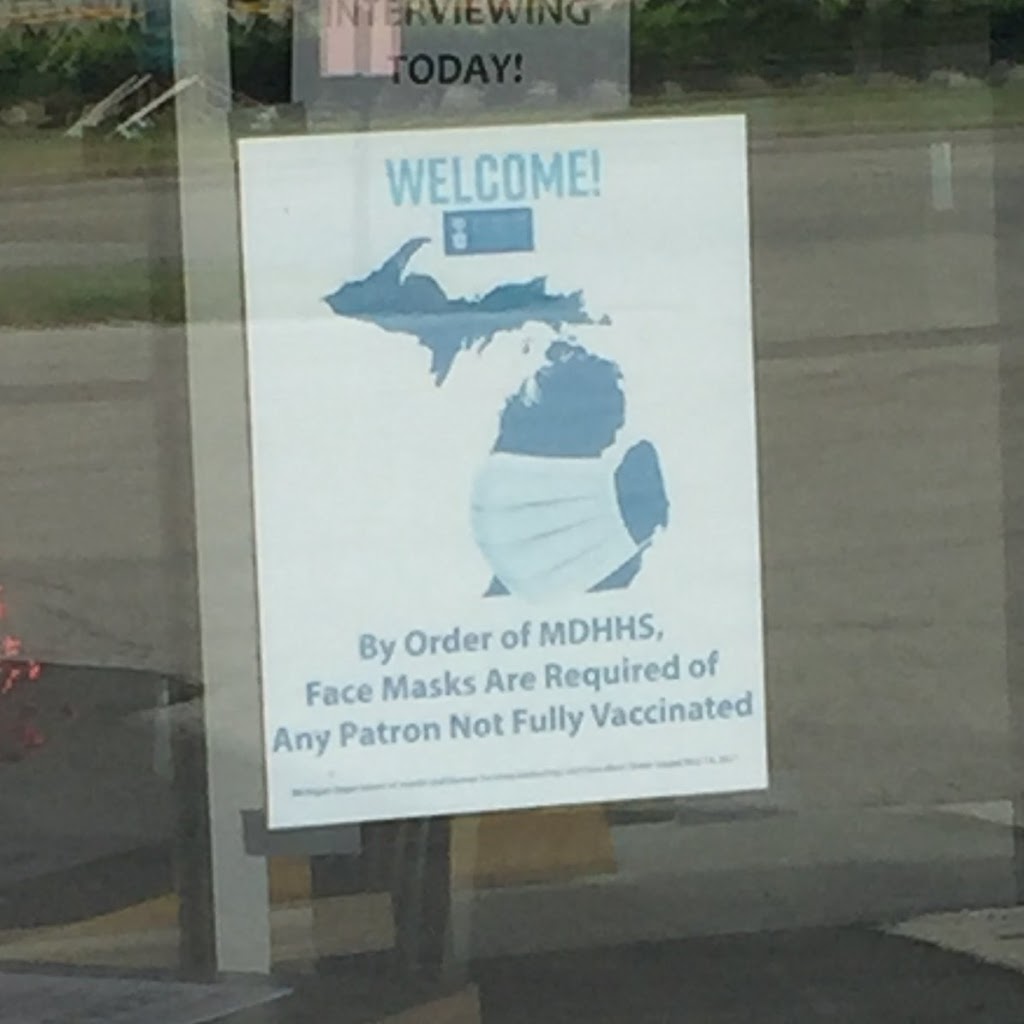 INTERVIEWING
TODAY!
WELCOME!
By Order of MDHHS,
Face Masks Are Required of
Any Patron Not Fully Vaccinated